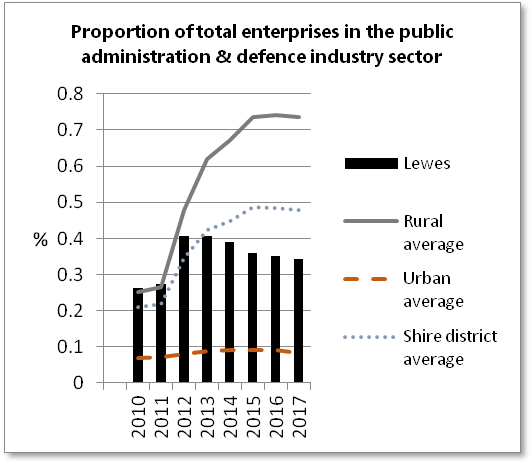 Proportion of total enterprises in the public
administration & defence industry sector
0.8
0.7
0.6
0.5
0.4
0.3
0.2
0.1
0
%
2010
2011
2012
2013
2014
2015
2016
2017
Lewes
Rural
average
Urban
average
Shire district
average